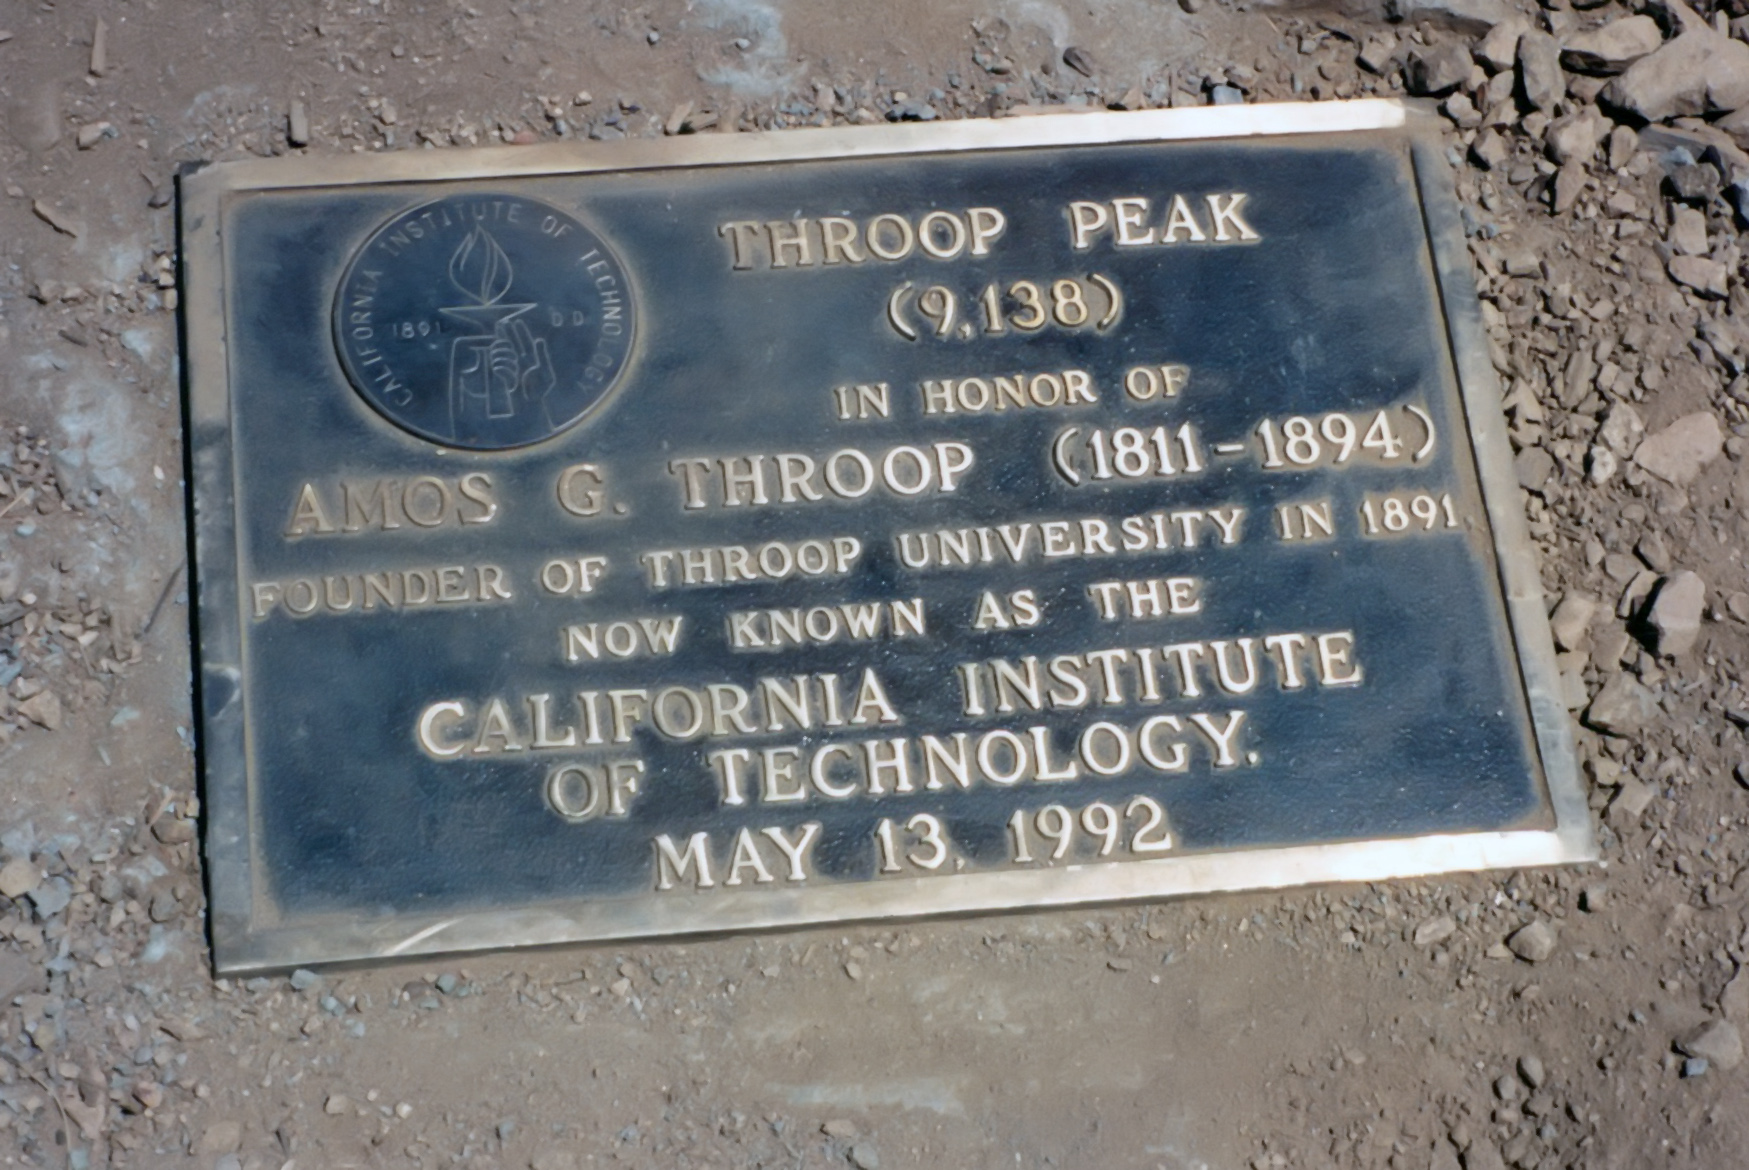 CALIFORNIA INSTITUTE OF TECHNOLOGY
1891
THROOP PEAK
(9,138)
IN HONOR OF
AMOS G. THROOP (1811-1894)
FOUNDER OF THROOP UNIVERSITY IN 1891
NOW KNOWN AS THE
CALIFORNIA INSTITUTE
OF TECHNOLOGY.
MAY 13, 1992